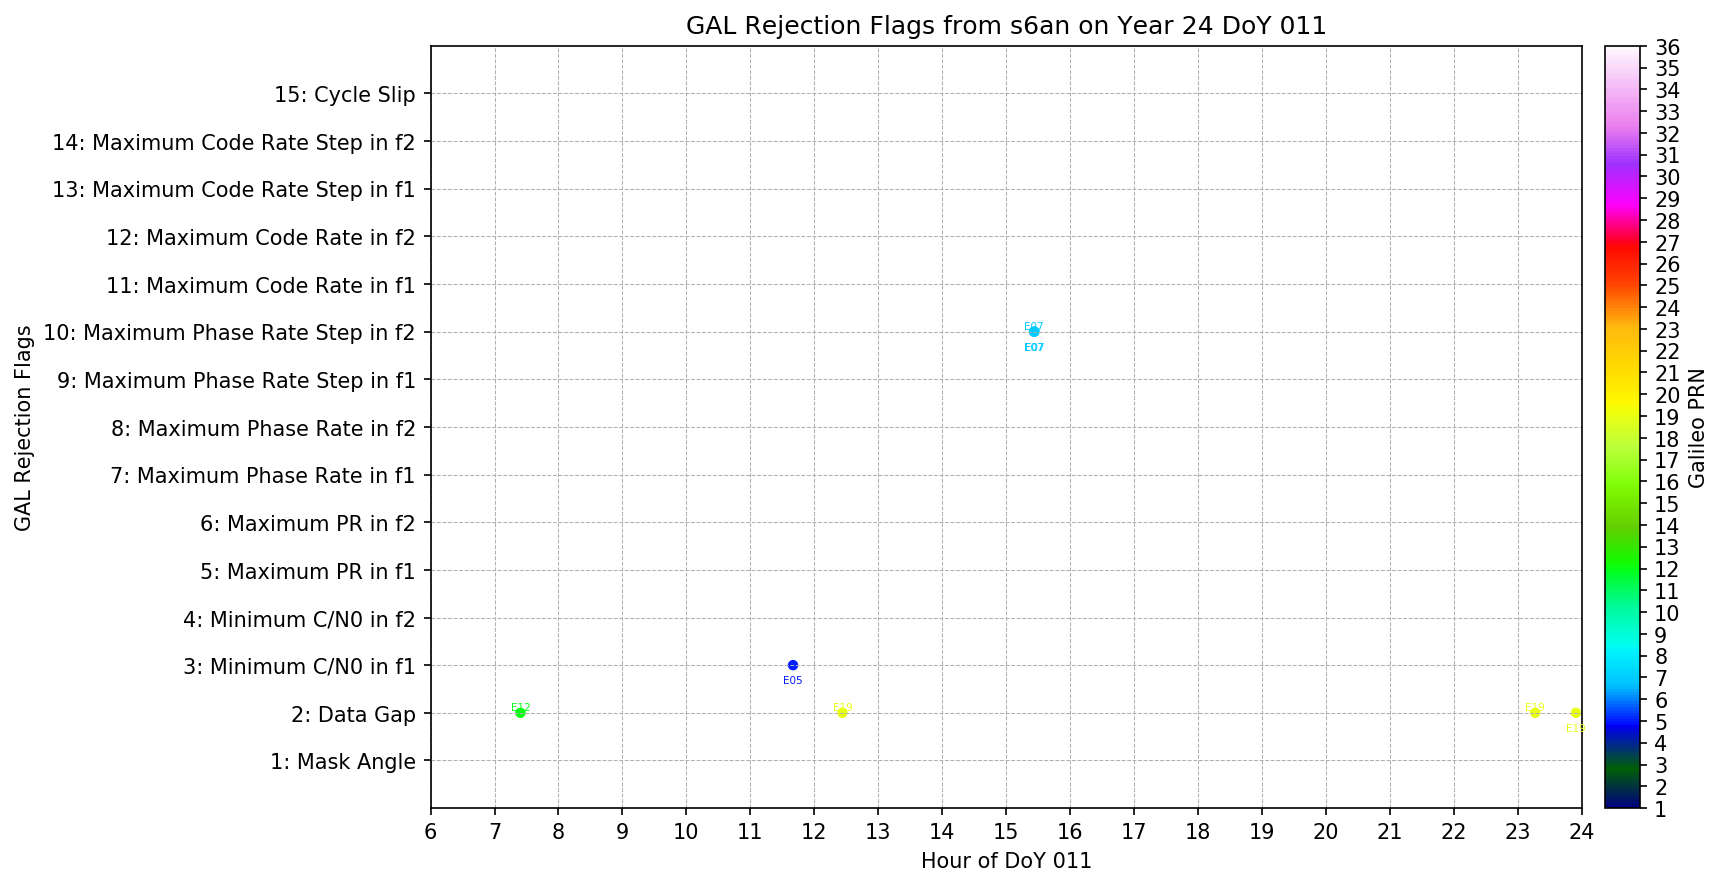 GAL Rejection Flags from s6an on Year 24 DoY 011
15: Cycle Slip
14: Maximum Code Rate Step in f2
13: Maximum Code Rate Step in f1
12: Maximum Code Rate in f2
11: Maximum Code Rate in f1
10: Maximum Phase Rate Step in f2
9: Maximum Phase Rate Step in f1
8: Maximum Phase Rate in f2
7: Maximum Phase Rate in f1
6: Maximum PR in f2
5: Maximum PR in f1
4: Minimum C/N0 in f2
3: Minimum C/N0 in f1
2: Data Gap
1: Mask Angle
GAL Rejection Flags
E07
E07
E05
E12
E19
E19
E19
6 7 8 9 10 11 12 13 14 15 16 17 18 19 20 21 22 23 24
Hour of DoY 011
36
35
34
33
32
31
30
29
28
27
26
25
24
23
22
21
20
19
18
17
16
15
14
13
12
11
10
9
8
7
6
5
4
3
2
1
Galileo PRN